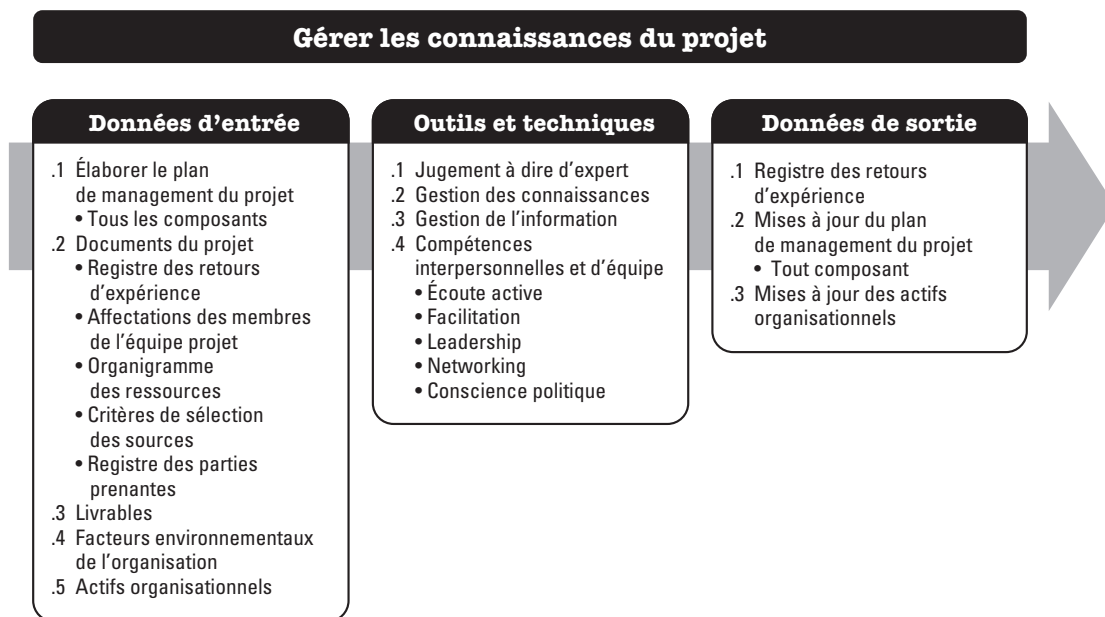 Gérer les connaissances du projet
Données d'entrée
.1 Élaborer le plan
de management du projet
• Tous les composants
.2 Documents du projet
• Registre des retours
d'expérience
• Affectations des membres
de l'équipe projet
• Organigramme
des ressources
• Critères de sélection
des sources
• Registre des parties
prenantes
.3 Livrables
.4 Facteurs environnementaux
de l'organisation
.5 Actifs organisationnels
Outils et techniques
.1 Jugement à dire d'expert
.2 Gestion des connaissances
.3 Gestion de l'information
.4 Compétences
interpersonnelles et d'équipe
• Écoute active
• Facilitation
• Leadership
• Networking
• Conscience politique
Données de sortie
.1 Registre des retours
d'expérience
.2 Mises à jour du plan
de management du projet
• Tout composant
.3 Mises à jour des actifs
organisationnels